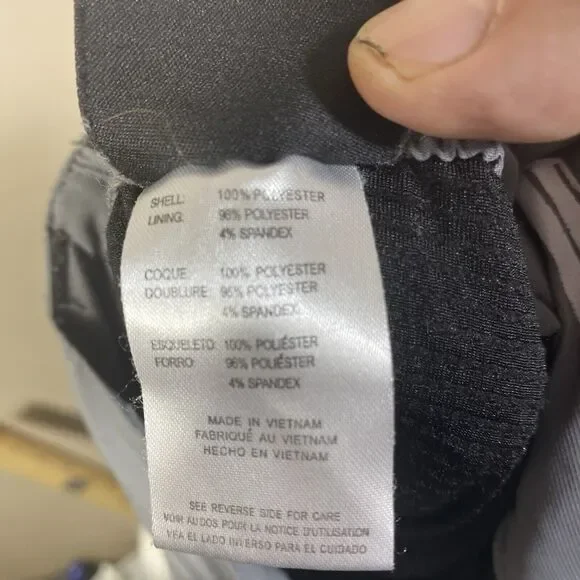 SHELL: 100% POLYESTER
LINING: 96% POLYESTER
4% SPANDEX
COQUE: 100% POLYESTER
DOUBLURE: 96% POLYESTER
4% SPANDEX
ESQUELETO: 100% POLIÉSTER
FORRO: 96% POLIÉSTER
4% SPANDEX
MADE IN VIETNAM
FABRIQUÉ AU VIETNAM
HECHO EN VIETNAM
SEE REVERSE SIDE FOR CARE
VOIR AU DOS POUR LA NOTICE D'UTILISATION
VEA EL LADO INVERSO PARA EL CUIDADO